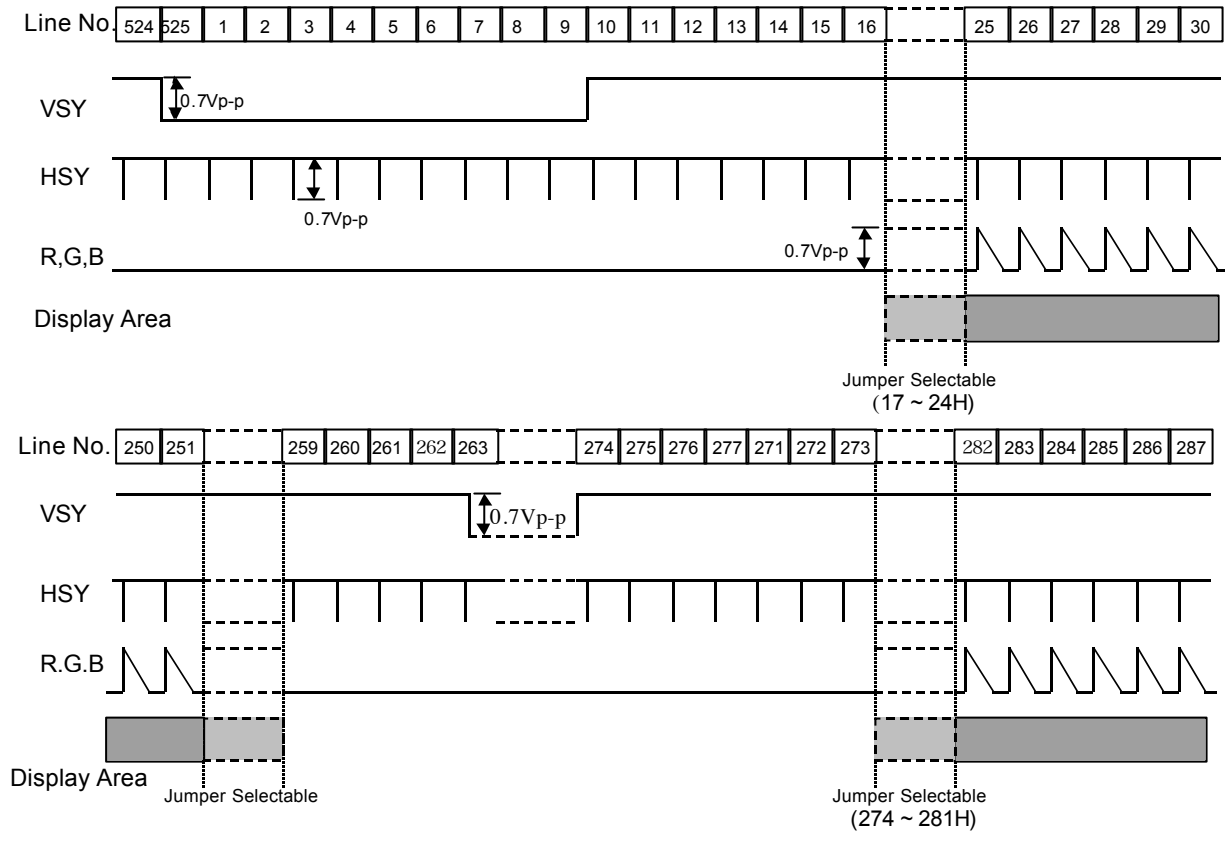 Line No. 524 525 1 2 3 4 5 6 7 8 9 10 11 12 13 14 15 16 25 26 27 28 29 30
VSY
0.7Vp-p
HSY
0.7Vp-p
R,G,B
0.7Vp-p
Display Area
Jumper Selectable
(17 ~ 24H)
Line No. 250 251 259 260 261 262 263 274 275 276 277 271 272 273 282 283 284 285 286 287
VSY
0.7Vp-p
HSY
R.G.B
Display Area
Jumper Selectable
Jumper Selectable
(274 ~ 281H)